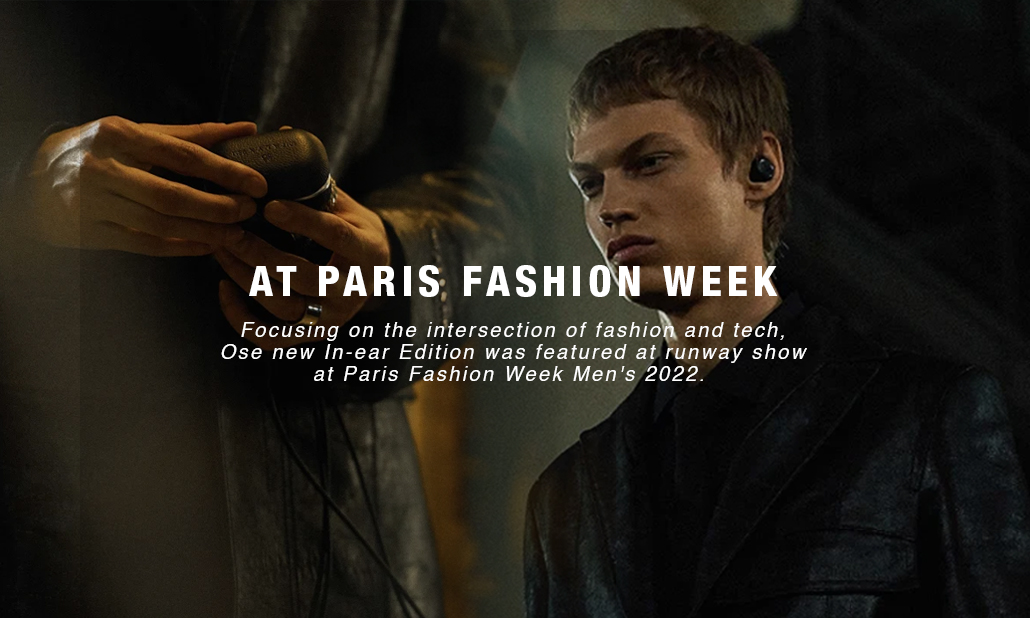 AT PARIS FASHION WEEK
Focusing on the intersection of fashion and tech,
Ose new In-ear Edition was featured at runway show
at Paris Fashion Week Men's 2022.